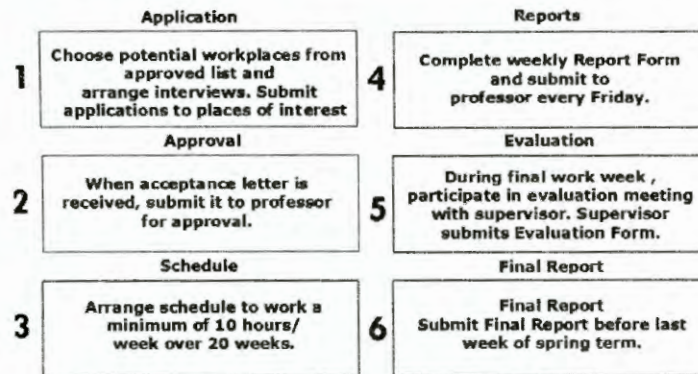 Application
1
Choose potential workplaces from
approved list and
arrange interviews. Submit
applications to places of interest
Approval
2
When acceptance letter is
received, submit it to professor
for approval.
Schedule
3
Arrange schedule to work a
minimum of 10 hours/
week over 20 weeks.
Reports
4
Complete weekly Report Form
and submit to
professor every Friday.
Evaluation
5
During final work week ,
participate in evaluation meeting
with supervisor. Supervisor
submits Evaluation Form.
Final Report
6
Final Report
Submit Final Report before last
week of spring term.